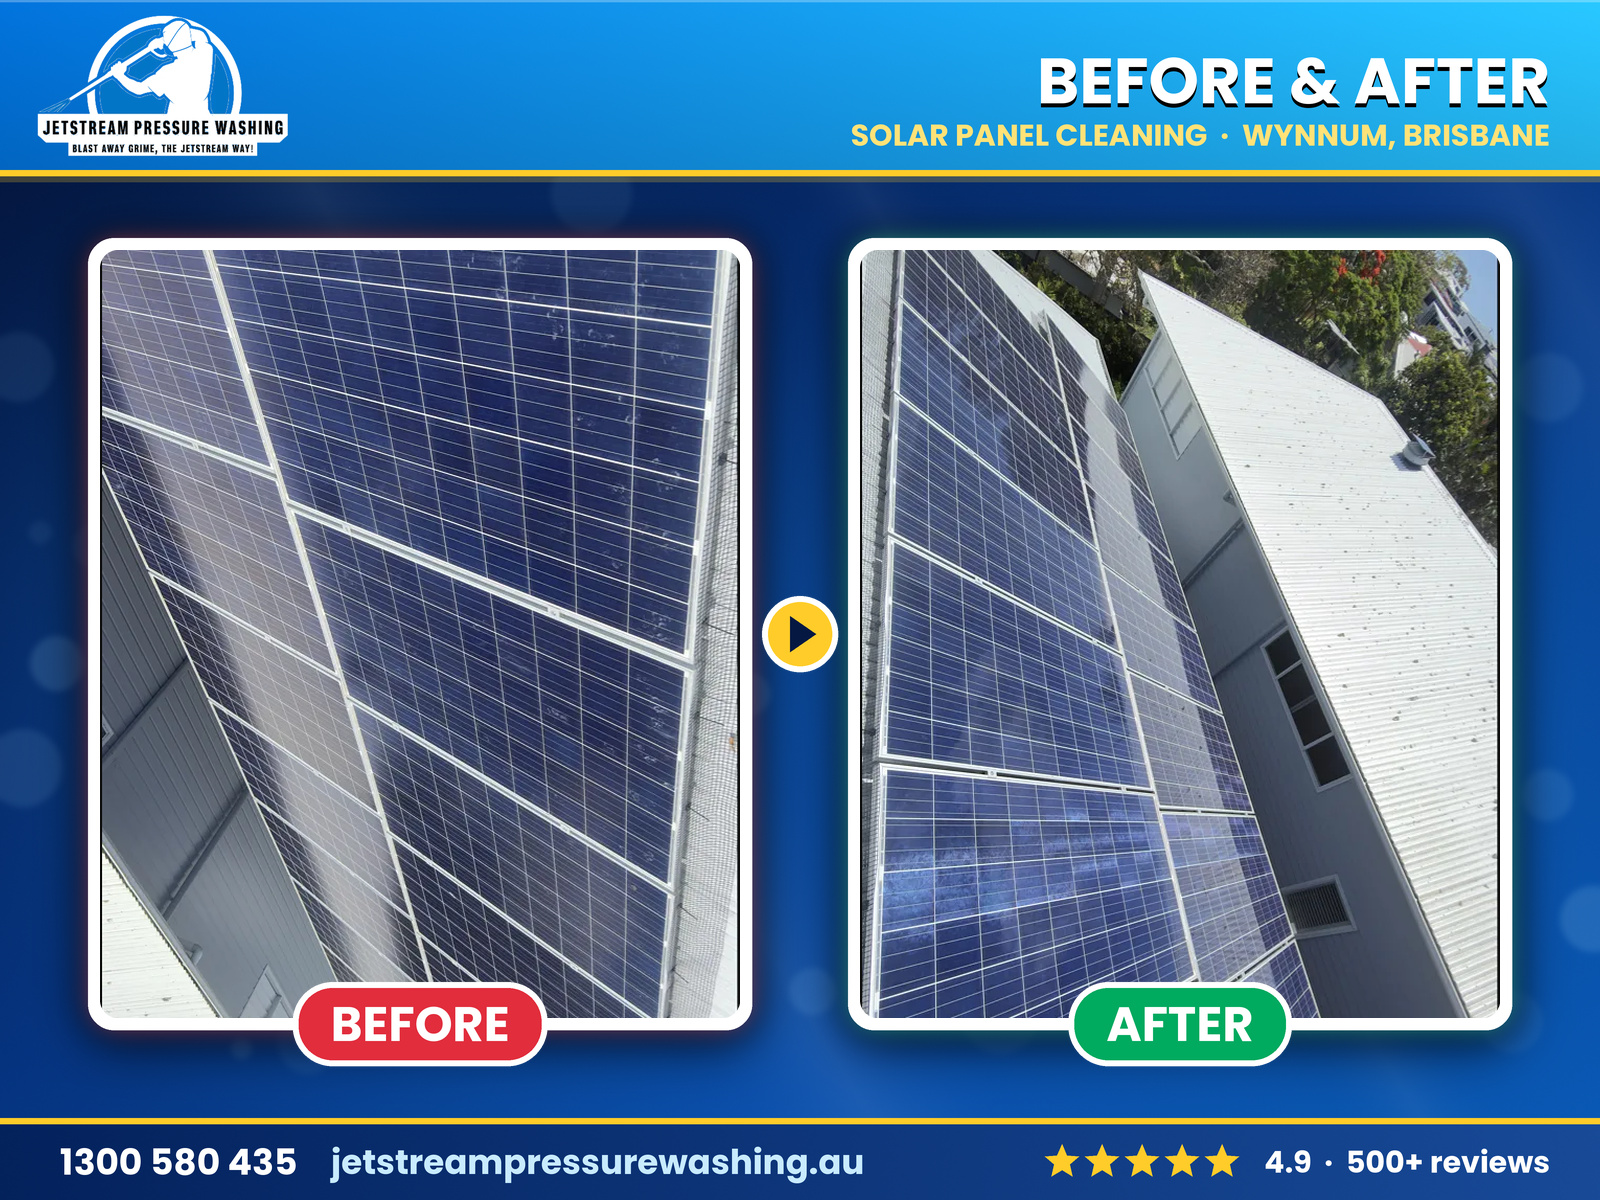 JETSTREAM PRESSURE WASHING
BLAST AWAY GRIME, THE JETSTREAM WAY!
BEFORE & AFTER
SOLAR PANEL CLEANING · WYNNUM, BRISBANE
BEFORE
AFTER
1300 580 435 jetstreampressurewashing.au
4.9 · 500+ reviews